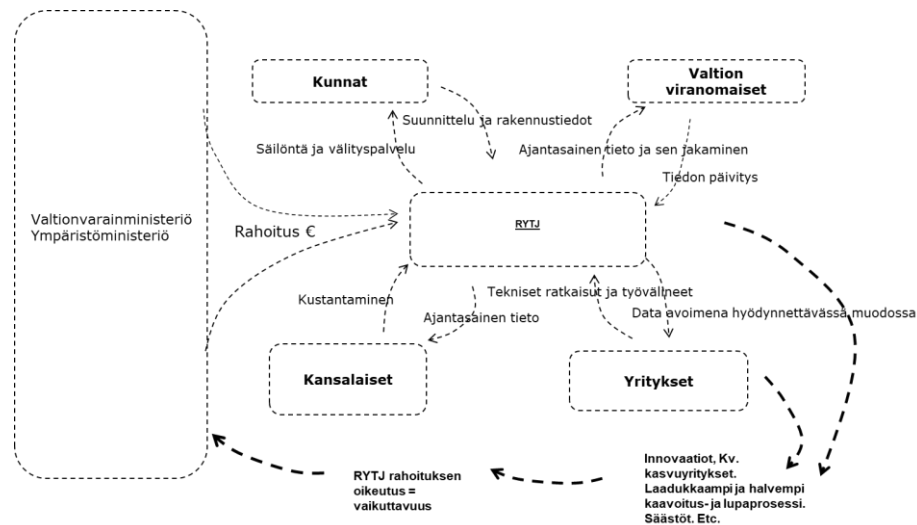 Kunnat
Valtion
viranomaiset
Suunnittelu ja rakennustiedot
Säilöntä ja välityspalvelu
Ajantasainen tieto ja sen jakaminen
Tiedon päivitys
Valtionvarainministeriö
Ympäristöministeriö
Rahoitus €
RYTJ
Kustantaminen
Tekniset ratkaisut ja työvälineet
Ajantasainen tieto
Data avoimena hyödynnettävässä muodossa
Kansalaiset
Yritykset
RYTJ rahoituksen
oikeutus =
vaikuttavuus
Innovaatiot, Kv.
kasvuyritykset.
Laadukkaampi ja halvempi
kaavoitus- ja lupaprosessi.
Säästöt. Etc.